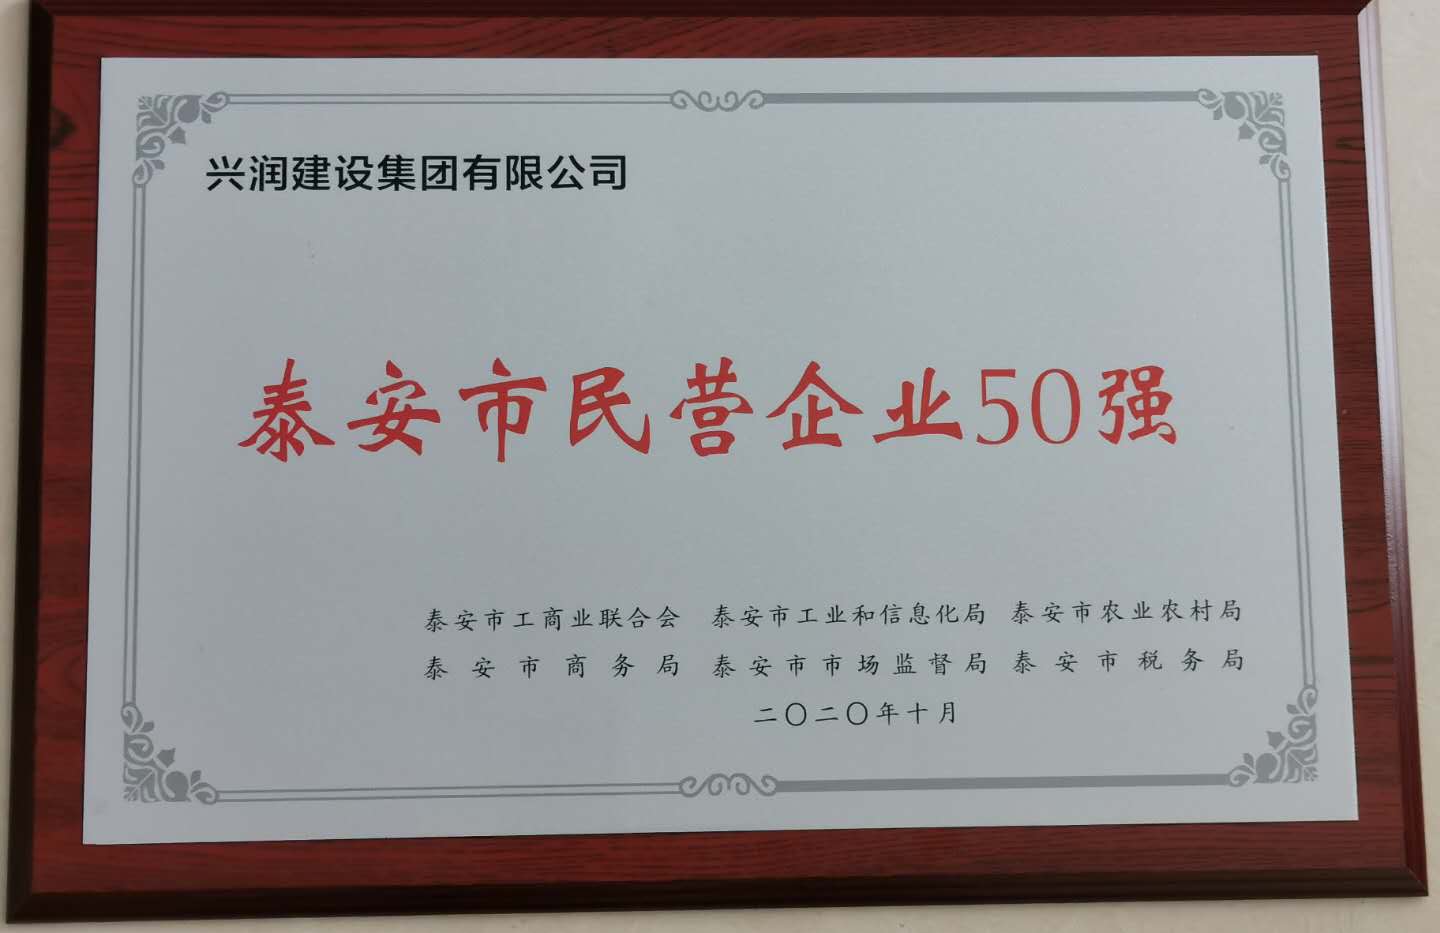 兴润建设集团有限公司
泰安市民营企业50强
泰安市工商业联合会 泰安市工业和信息化局 泰安市农业农村局
泰安市商务局 泰安市市场监督局 泰安市税务局
二〇二〇年十月